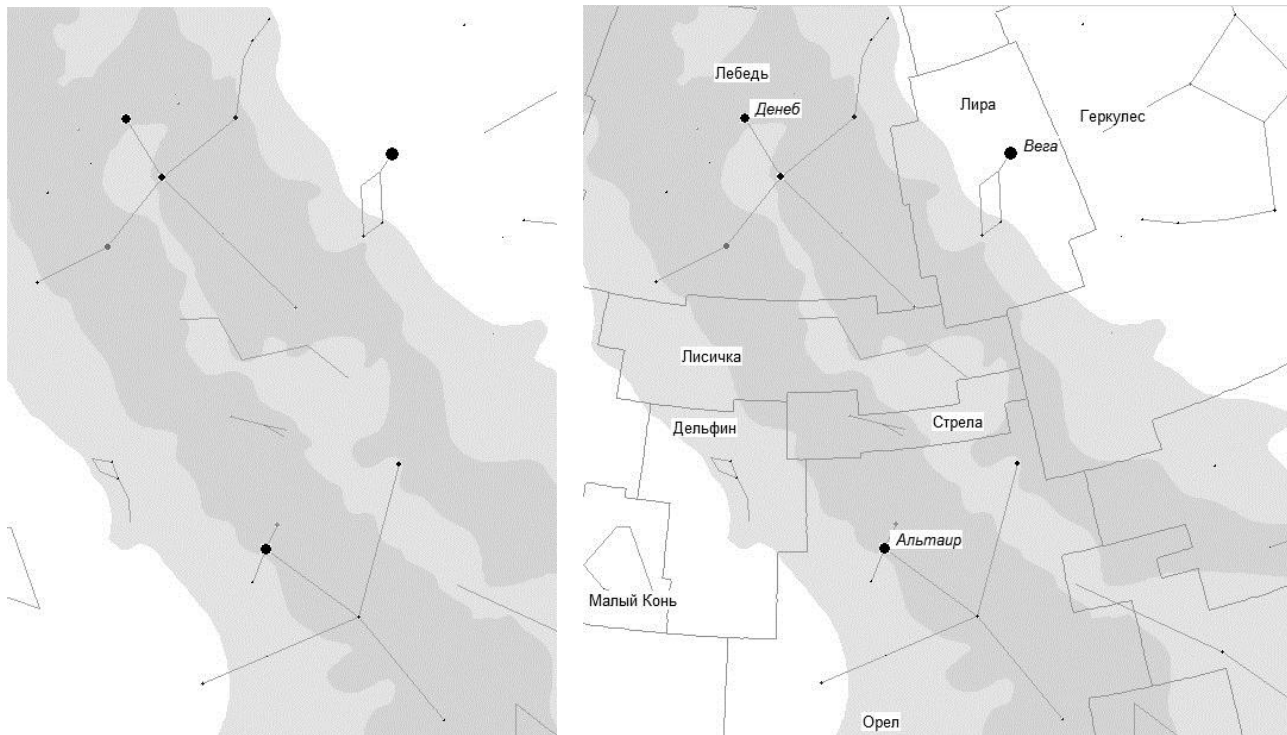 Лебедь
Денеб
Лира
Геркулес
Вега
Лисичка
Дельфин
Стрела
Альтаир
Малый Конь
Орел